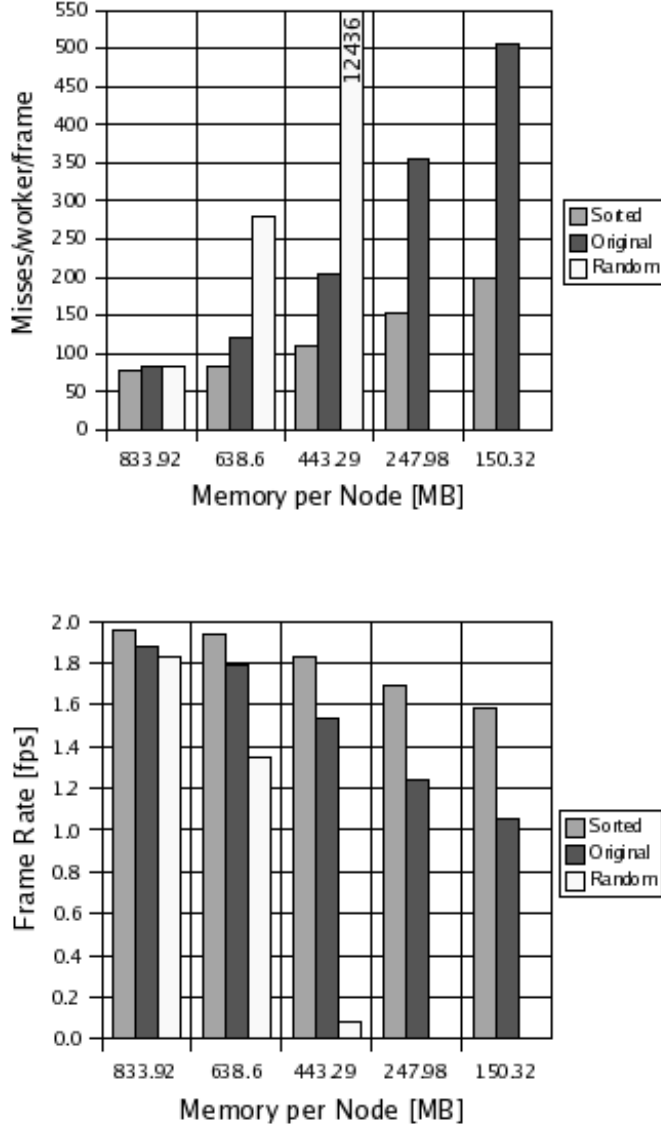 550
500
450
400
350
300
250
200
150
100
50
0
Misses/worker/frame
12436
833.92 638.6 443.29 247.98 150.32
Memory per Node [MB]
Sorted
Original
Random
2.0
1.8
1.6
1.4
1.2
1.0
0.8
0.6
0.4
0.2
0.0
Frame Rate [fps]
833.92 638.6 443.29 247.98 150.32
Memory per Node [MB]
Sorted
Original
Random